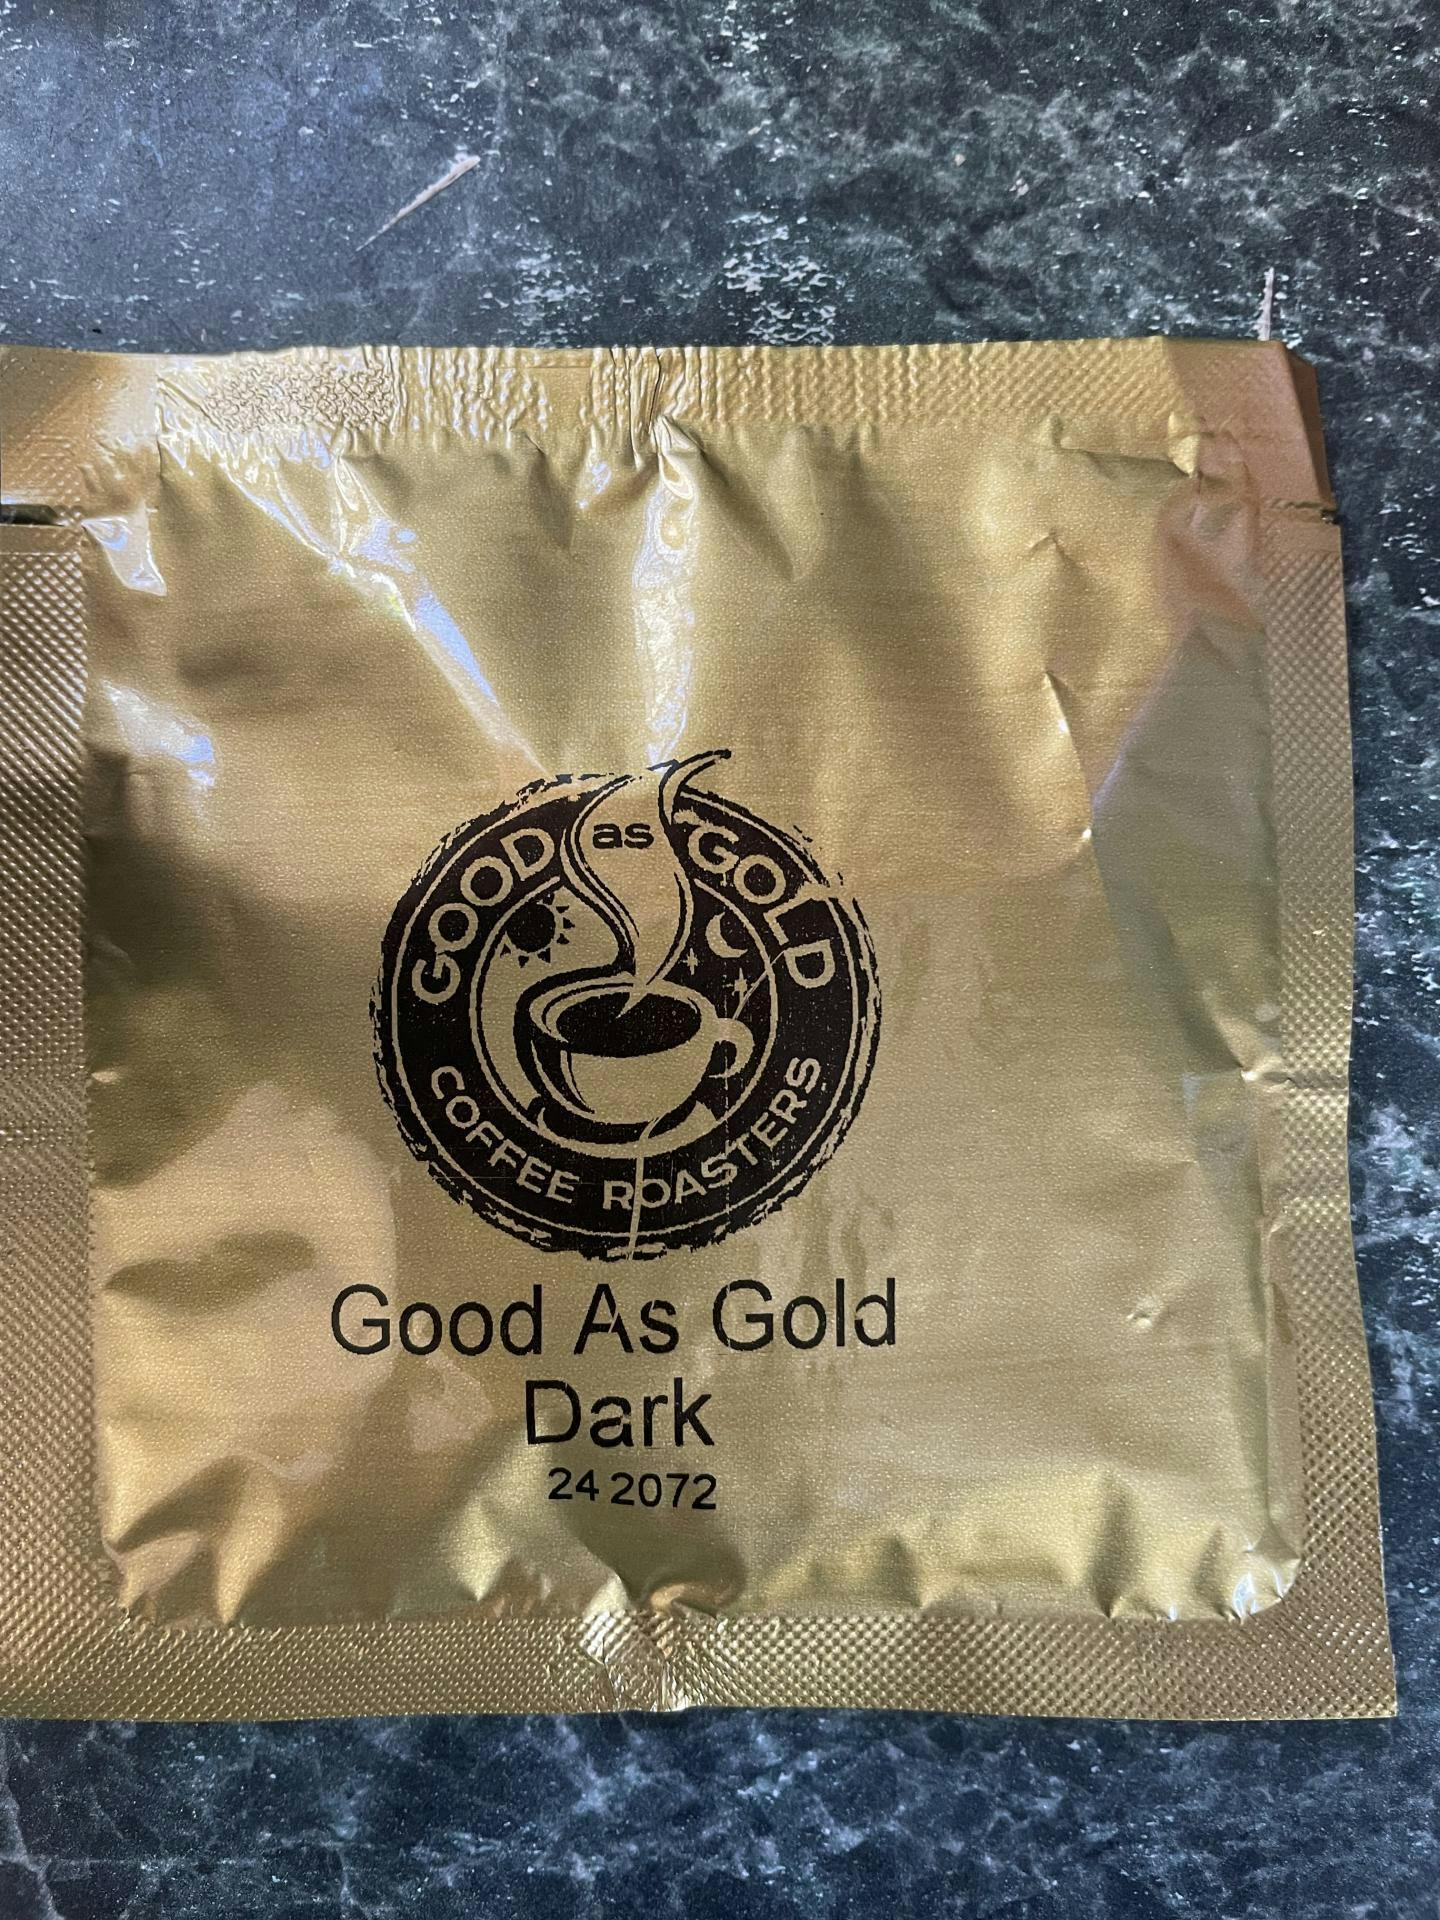 GOOD as GOLD
COFFEE ROASTERS
Good As Gold
Dark
24 2072